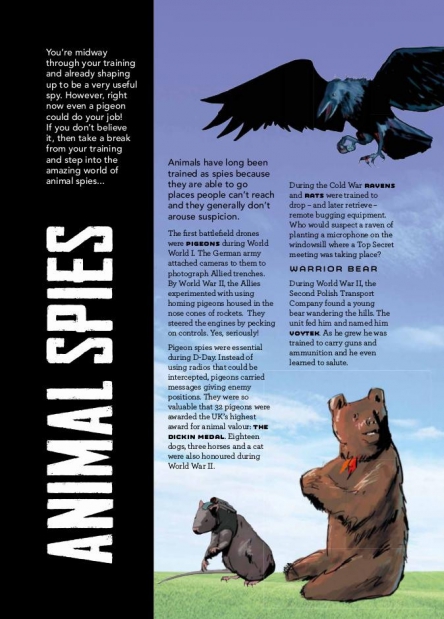 You're midway
through your training
and already shaping
up to be a very useful
spy. However, right
now even a pigeon
could do your job!
If you don't believe
it, then take a break
from your training
and step into the
amazing world of
animal spies...
ANIMAL SPIES
Animals have long been
trained as spies because
they are able to go
places people can't reach
and they generally don't
arouse suspicion.
The first battlefield drones
were PIGEONS during World
World I. The German army
attached cameras to them to
photograph Allied trenches.
By World War II, the Allies
experimented with using
homing pigeons housed in the
nose cones of rockets. They
steered the engines by pecking
on controls. Yes, seriously!
Pigeon spies were essential
during D-Day. Instead of
using radios that could be
intercepted, pigeons carried
messages giving enemy
positions. They were so
valuable that 32 pigeons were
awarded the UK's highest
award for animal valour: THE
DICKIN MEDAL. Eighteen
dogs, three horses and a cat
were also honoured during
World War II.
During the Cold War RAVENS
and RATS were trained to
drop – and later retrieve –
remote bugging equipment.
Who would suspect a raven of
planting a microphone on the
windowsill where a Top Secret
meeting was taking place?
WARRIOR BEAR
During World War II, the
Second Polish Transport
Company found a young
bear wandering the hills. The
unit fed him and named him
VOYTEK. As he grew he was
trained to carry guns and
ammunition and he even
learned to salute.